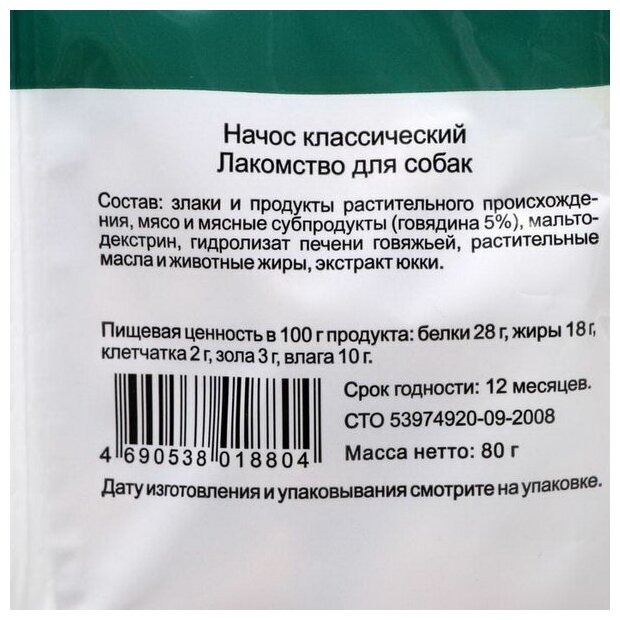 Начос классический
Лакомство для собак
Состав: злаки и продукты растительного происхожде-
ния, мясо и мясные субпродукты (говядина 5%), мальто-
декстрин, гидролизат печени говяжьей, растительные
масла и животные жиры, экстракт юкки.
Пищевая ценность в 100 г продукта: белки 28 г, жиры 18 г,
клетчатка 2 г, зола 3 г, влага 10 г.
Срок годности: 12 месяцев.
СТО 53974920-09-2008
Масса нетто: 80 г
4 690538 018804
Дату изготовления и упаковывания смотрите на упаковке.